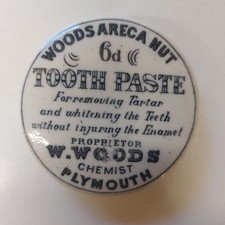 WOODS ARECA NUT
6d
TOOTH PASTE
For removing Tartar
and whitening the Teeth
without injuring the Enamel
PROPRIETOR
W. WOODS
CHEMIST
PLYMOUTH